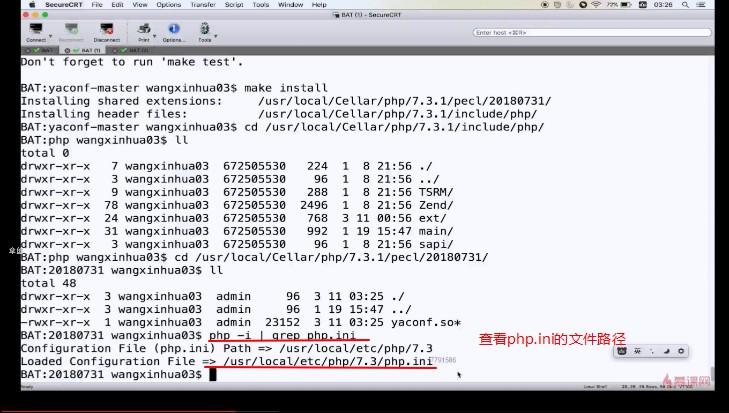 SecureCRT File Edit View Options Transfer Script Tools Window Help 72% 03:26
BAT (1) - SecureCRT
Connect Reconnect Disconnect Print Options... Tools
Enter host <⌘R>
BAT BAT (1) BAT (2)
Don't forget to run 'make test'.
BAT:yaconf-master wangxinhua03$ make install
Installing shared extensions: /usr/local/Cellar/php/7.3.1/pecl/20180731/
Installing header files: /usr/local/Cellar/php/7.3.1/include/php/
BAT:yaconf-master wangxinhua03$ cd /usr/local/Cellar/php/7.3.1/include/php/
BAT:php wangxinhua03$ ll
total 0
drwxr-xr-x 7 wangxinhua03 672505530 224 1 8 21:56 ./
drwxr-xr-x 3 wangxinhua03 672505530 96 1 8 21:56 ../
drwxr-xr-x 9 wangxinhua03 672505530 288 1 8 21:56 TSRM/
drwxr-xr-x 78 wangxinhua03 672505530 2496 1 8 21:56 Zend/
drwxr-xr-x 24 wangxinhua03 672505530 768 3 11 00:56 ext/
drwxr-xr-x 31 wangxinhua03 672505530 992 1 19 15:47 main/
drwxr-xr-x 3 wangxinhua03 672505530 96 1 8 21:56 sapi/
BAT:php wangxinhua03$ cd /usr/local/Cellar/php/7.3.1/pecl/20180731/
BAT:20180731 wangxinhua03$ ll
total 48
drwxr-xr-x 3 wangxinhua03 admin 96 3 11 03:25 ./
drwxr-xr-x 3 wangxinhua03 admin 96 1 19 15:47 ../
-rwxr-xr-x 1 wangxinhua03 admin 23152 3 11 03:25 yaconf.so*
BAT:20180731 wangxinhua03$ php -i | grep php.ini
查看php.ini的文件路径
Configuration File (php.ini) Path => /usr/local/etc/php/7.3
Loaded Configuration File => /usr/local/etc/php/7.3/php.ini
7791586
英
BAT:20180731 wangxinhua03$
慕课网
Ready